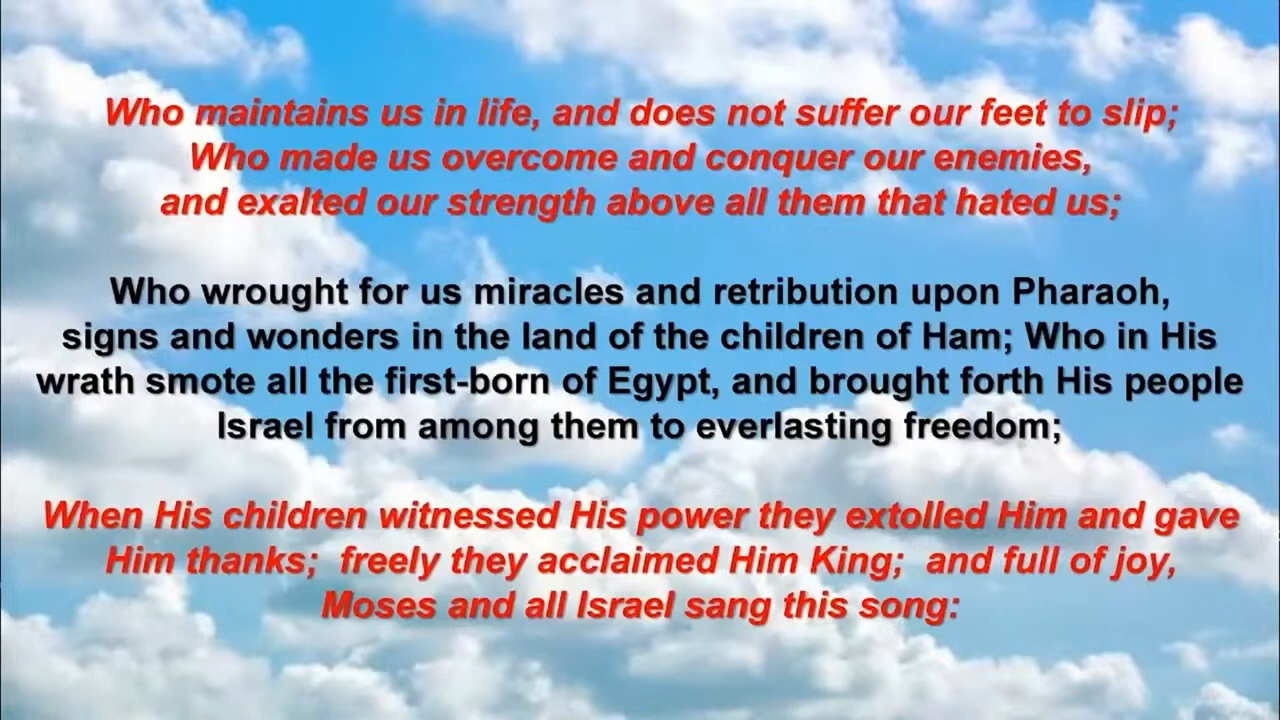 Who maintains us in life, and does not suffer our feet to slip;
Who made us overcome and conquer our enemies,
and exalted our strength above all them that hated us;
Who wrought for us miracles and retribution upon Pharaoh,
signs and wonders in the land of the children of Ham; Who in His
wrath smote all the first-born of Egypt, and brought forth His people
Israel from among them to everlasting freedom;
When His children witnessed His power they extolled Him and gave
Him thanks;  freely they acclaimed Him King;  and full of joy,
Moses and all Israel sang this song: